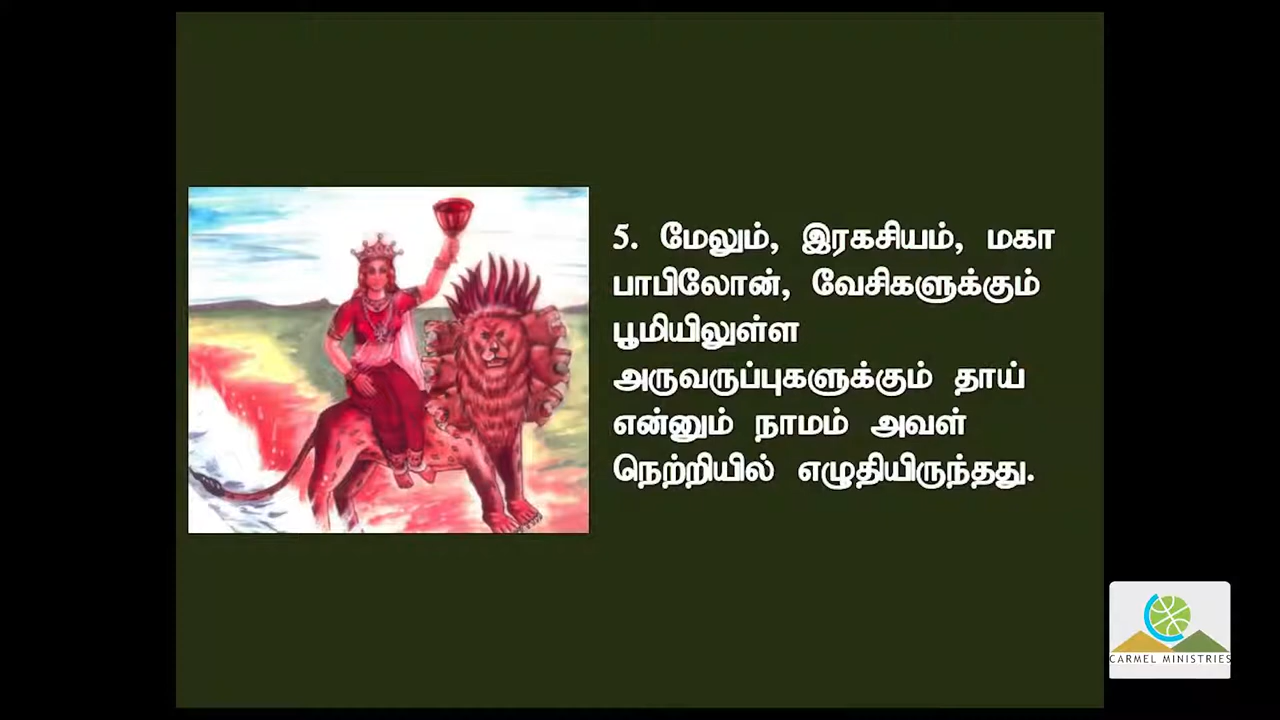 5. மேலும், இரகசியம், மகா
பாபிலோன், வேசிகளுக்கும்
பூமியிலுள்ள
அருவருப்புகளுக்கும் தாய்
என்னும் நாமம் அவள்
நெற்றியில் எழுதியிருந்தது.
CARMEL MINISTRIES